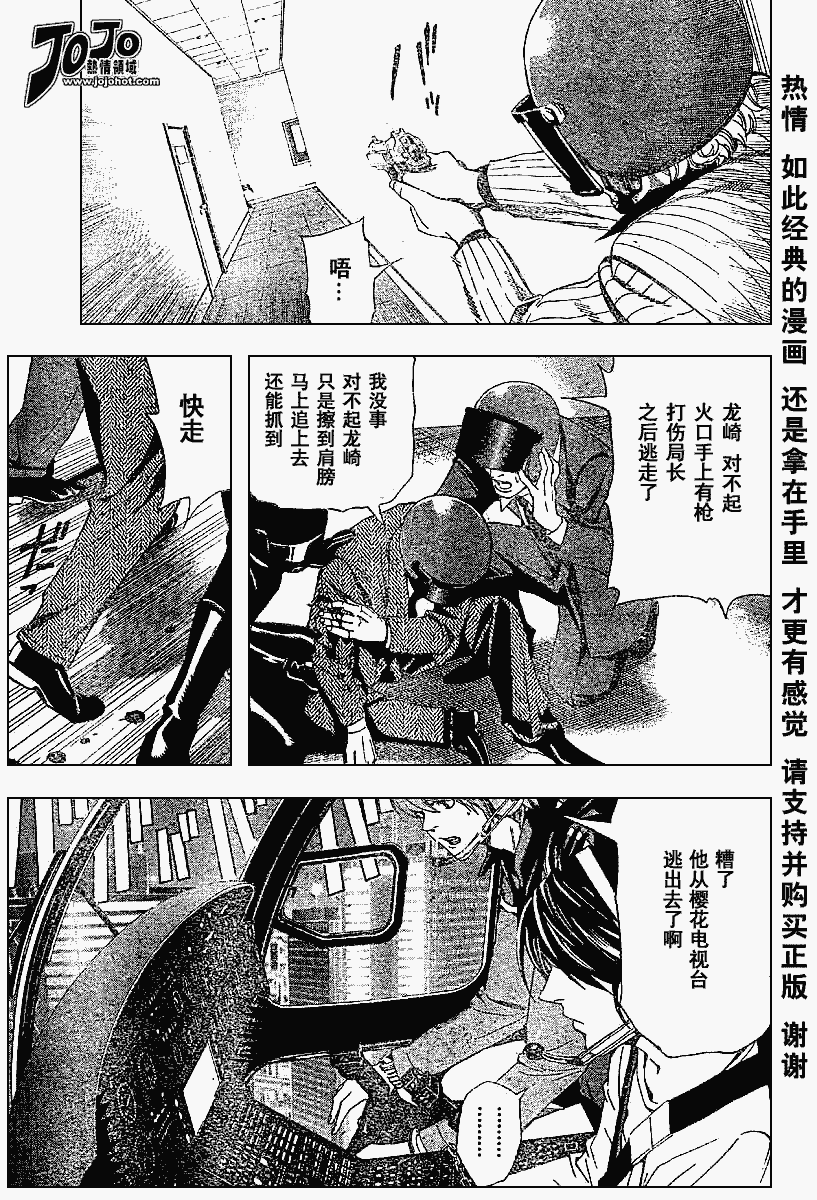 JOJO
熱情領域
www.jojohot.com
唔…
龙崎 对不起
火口手上有枪
打伤局长
之后逃走了
我没事
对不起龙崎
只是擦到肩膀
马上追上去
还能抓到
快走
糟了
他从樱花电视台
逃出去了啊
………
热情 如此经典的漫画 还是拿在手里 才更有感觉 请支持并购买正版 谢谢